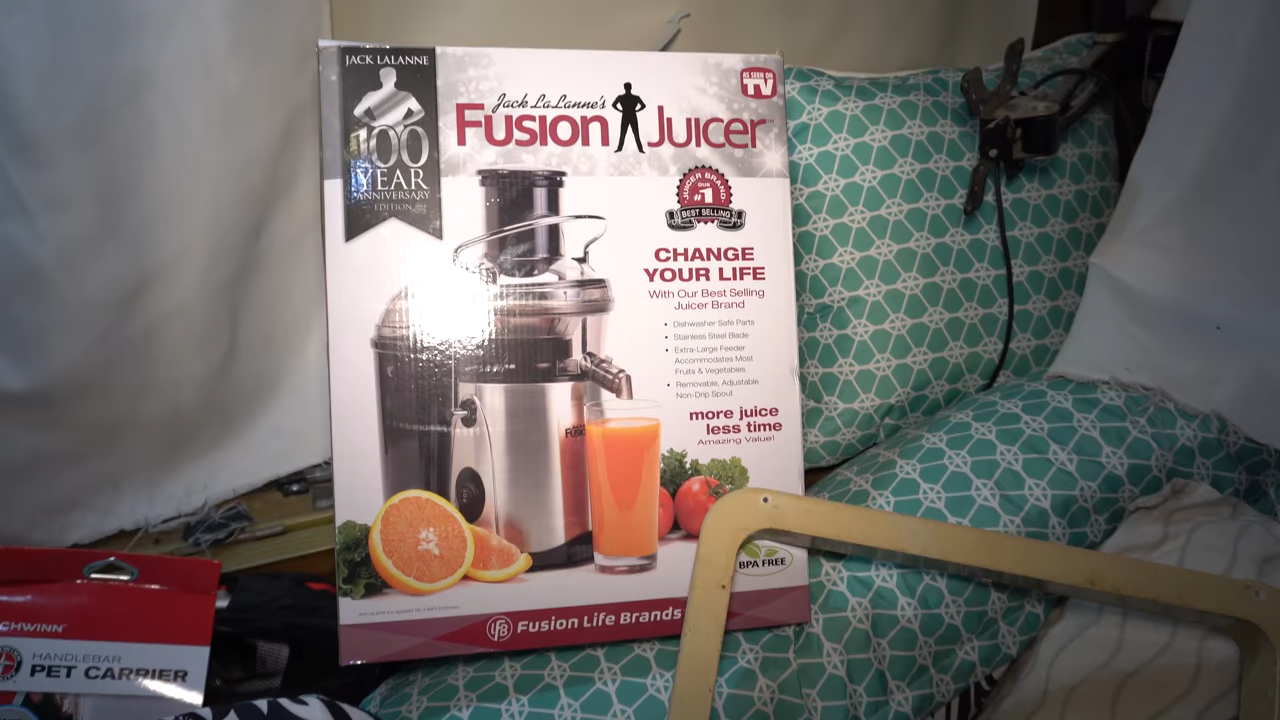 JACK LALANNE
100
YEAR
ANNIVERSARY
EDITION
AS SEEN ON
TV
Jack LaLanne's
Fusion Juicer
JUICER BRAND
OUR
#1
BEST SELLING
CHANGE
YOUR LIFE
With Our Best Selling
Juicer Brand
• Dishwasher Safe Parts
• Stainless Steel Blade
• Extra-Large Feeder
Accommodates Most
Fruits & Vegetables
• Removable, Adjustable
Non-Drip Spout
more juice
less time
Amazing Value!
BPA FREE
LFB Fusion Life Brands
CHWINN
HANDLEBAR
PET CARRIER